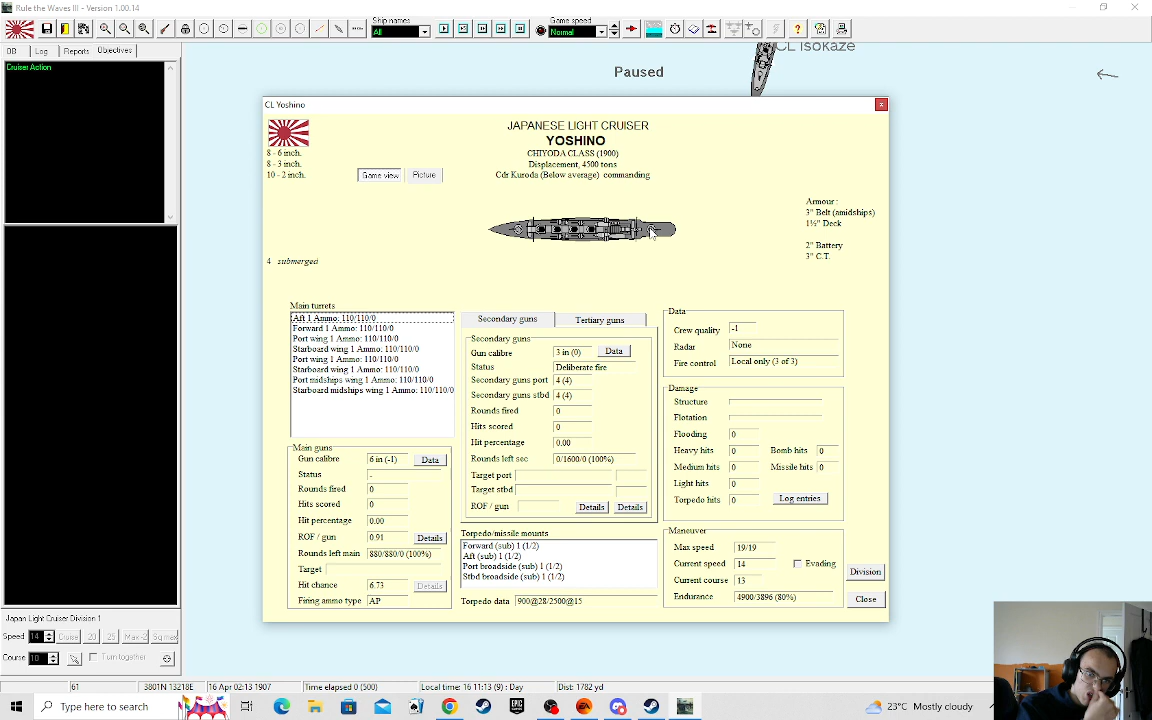 Rule the Waves III - Version 1.00.14
Ship names
All
Game speed
Normal
OB
Log
Reports
Objectives
Cruiser Action
CL Isokaze
Paused
CL Yoshino
JAPANESE LIGHT CRUISER
YOSHINO
CHIYODA CLASS (1900)
Displacement, 4500 tons
Cdr Kuroda (Below average) commanding
8 - 6 inch.
8 - 3 inch.
10 - 2 inch.
Game view
Picture
Armour :
3" Belt (amidships)
1½" Deck
2" Battery
3" C.T.
4 submerged
Main turrets
Aft 1 Ammo: 110/110/0
Forward 1 Ammo: 110/110/0
Port wing 1 Ammo: 110/110/0
Starboard wing 1 Ammo: 110/110/0
Port wing 1 Ammo: 110/110/0
Starboard wing 1 Ammo: 110/110/0
Port midships wing 1 Ammo: 110/110/0
Starboard midships wing 1 Ammo: 110/110/0
Main guns
Gun calibre 6 in (-1) Data
Status -
Rounds fired 0
Hits scored 0
Hit percentage 0.00
ROF / gun 0.91 Details
Rounds left main 880/880/0 (100%)
Target
Hit chance 6.73 Details
Firing ammo type AP
Secondary guns
Tertiary guns
Secondary guns
Gun calibre 3 in (0) Data
Status Deliberate fire
Secondary guns port 4 (4)
Secondary guns stbd 4 (4)
Rounds fired 0
Hits scored 0
Hit percentage 0.00
Rounds left sec 0/1600/0 (100%)
Target port
Target stbd
ROF / gun Details Details
Torpedo/missile mounts
Forward (sub) 1 (1/2)
Aft (sub) 1 (1/2)
Port broadside (sub) 1 (1/2)
Stbd broadside (sub) 1 (1/2)
Torpedo data 900@28/2500@15
Data
Crew quality -1
Radar None
Fire control Local only (3 of 3)
Damage
Structure
Flotation
Flooding 0
Heavy hits 0 Bomb hits 0
Medium hits 0 Missile hits 0
Light hits 0
Torpedo hits 0 Log entries
Maneuver
Max speed 19/19
Current speed 14 Evading
Current course 13
Endurance 4900/3896 (80%)
Division
Close
Japan Light Cruiser Division 1
Speed 14 Cruise 20 25 Max -2 Sq max
Course 10 Turn together
61
3801N 13218E
16 Apr 02:13 1907
Time elapsed 0 (500)
Local time: 16 11:13 (9) : Day
Dist: 1782 yd
Type here to search
23°C Mostly cloudy